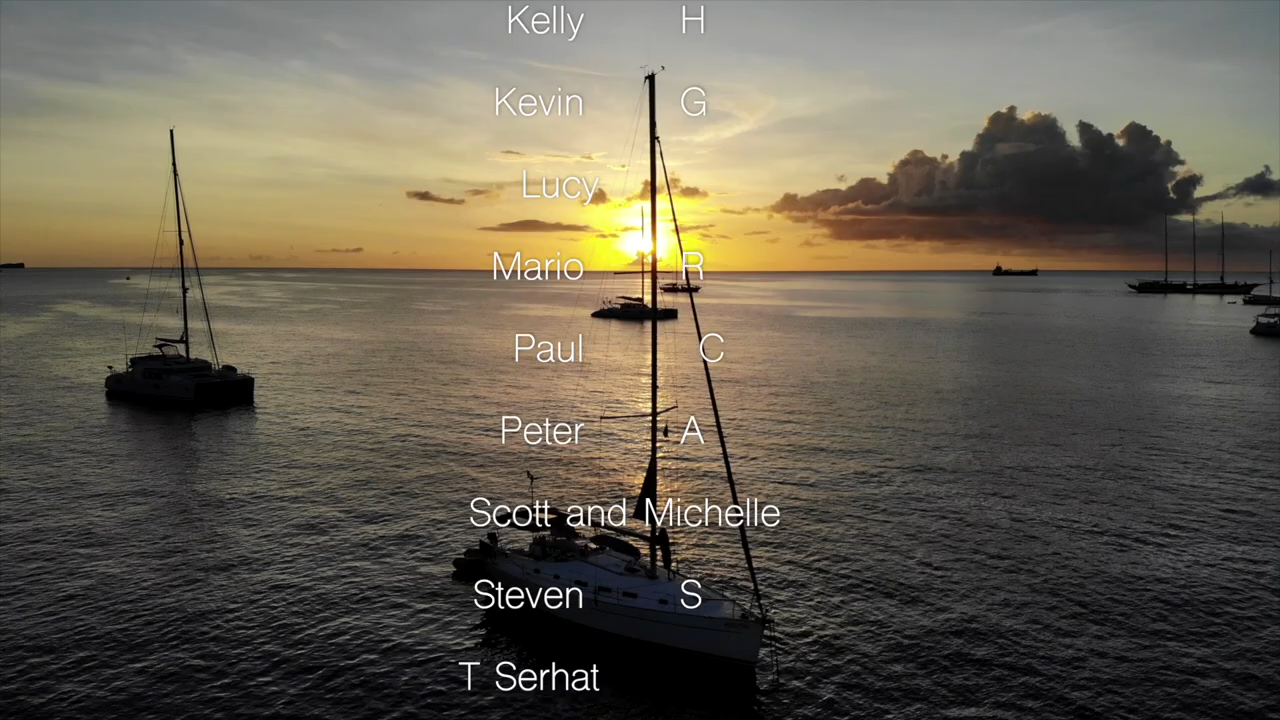 Kelly H
Kevin G
Lucy
Mario R
Paul C
Peter A
Scott and Michelle
Steven S
T Serhat